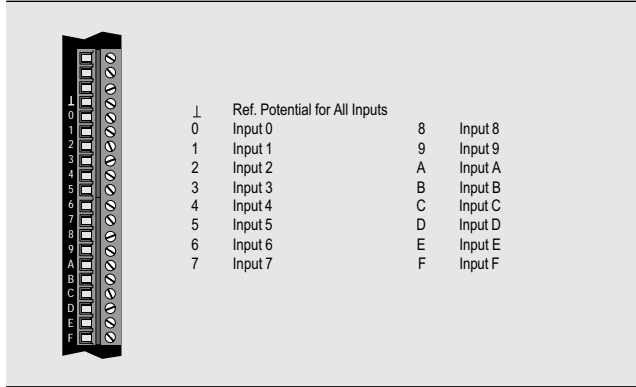 ⊥
0
1
2
3
4
5
6
7
8
9
A
B
C
D
E
F
⊥ Ref. Potential for All Inputs
0 Input 0 8 Input 8
1 Input 1 9 Input 9
2 Input 2 A Input A
3 Input 3 B Input B
4 Input 4 C Input C
5 Input 5 D Input D
6 Input 6 E Input E
7 Input 7 F Input F